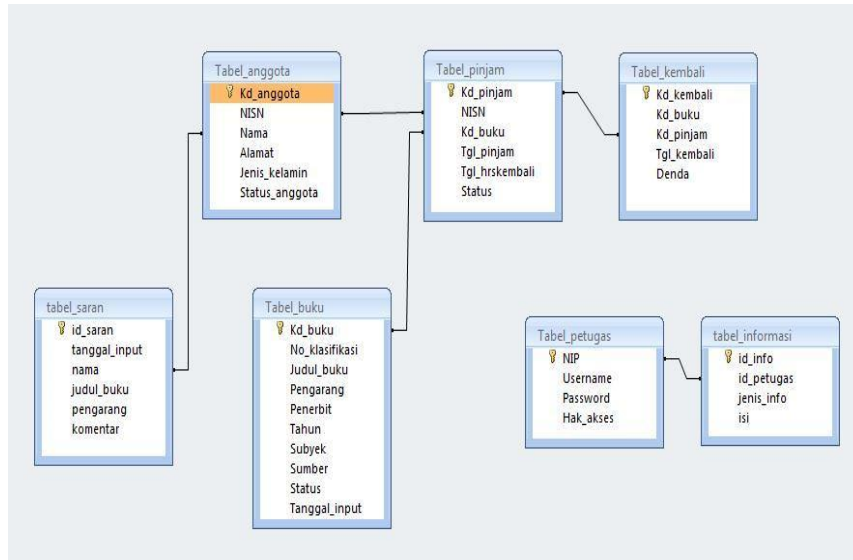 Tabel_anggota
Kd_anggota
NISN
Nama
Alamat
Jenis_kelamin
Status_anggota
Tabel_pinjam
Kd_pinjam
NISN
Kd_buku
Tgl_pinjam
Tgl_hrskembali
Status
Tabel_kembali
Kd_kembali
Kd_buku
Kd_pinjam
Tgl_kembali
Denda
tabel_saran
id_saran
tanggal_input
nama
judul_buku
pengarang
komentar
Tabel_buku
Kd_buku
No_klasifikasi
Judul_buku
Pengarang
Penerbit
Tahun
Subyek
Sumber
Status
Tanggal_input
Tabel_petugas
NIP
Username
Password
Hak_akses
tabel_informasi
id_info
id_petugas
jenis_info
isi